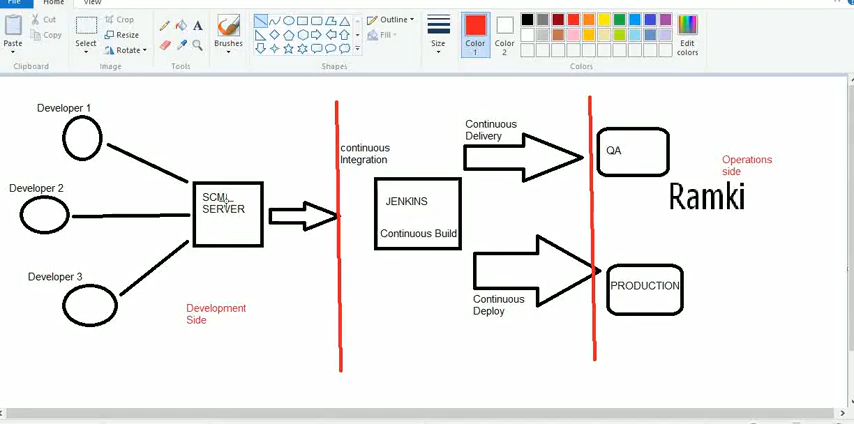 File
Home
View
Cut
Copy
Paste
Clipboard
Select
Crop
Resize
Rotate
Image
Tools
Brushes
Shapes
Outline
Fill
Size
Color
1
Color
2
Edit
colors
Colors
Developer 1
Developer 2
Developer 3
SCM
SERVER
Development
Side
continuous
Integration
JENKINS
Continuous Build
Continuous
Delivery
Continuous
Deploy
QA
PRODUCTION
Operations
side
Ramki